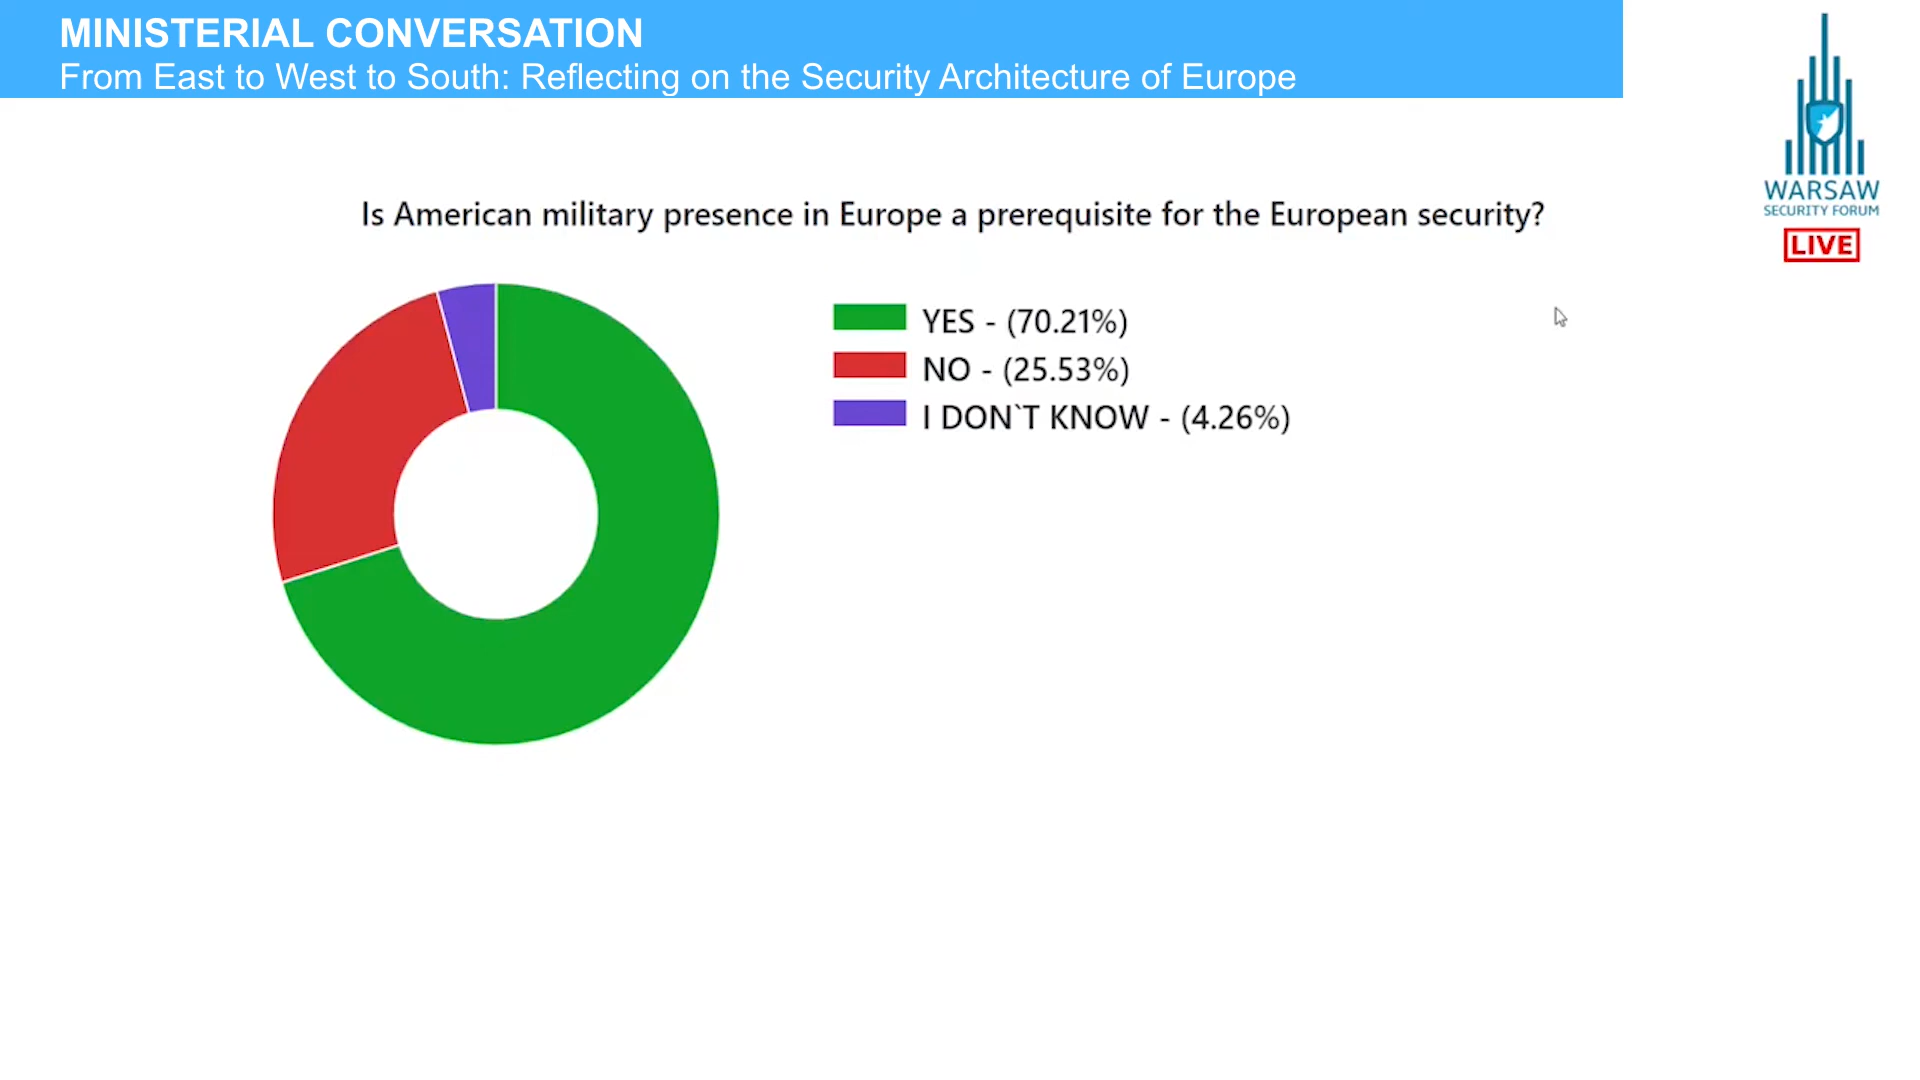 MINISTERIAL CONVERSATION
From East to West to South: Reflecting on the Security Architecture of Europe
WARSAW
SECURITY FORUM
LIVE
Is American military presence in Europe a prerequisite for the European security?
YES - (70.21%)
NO - (25.53%)
I DON`T KNOW - (4.26%)